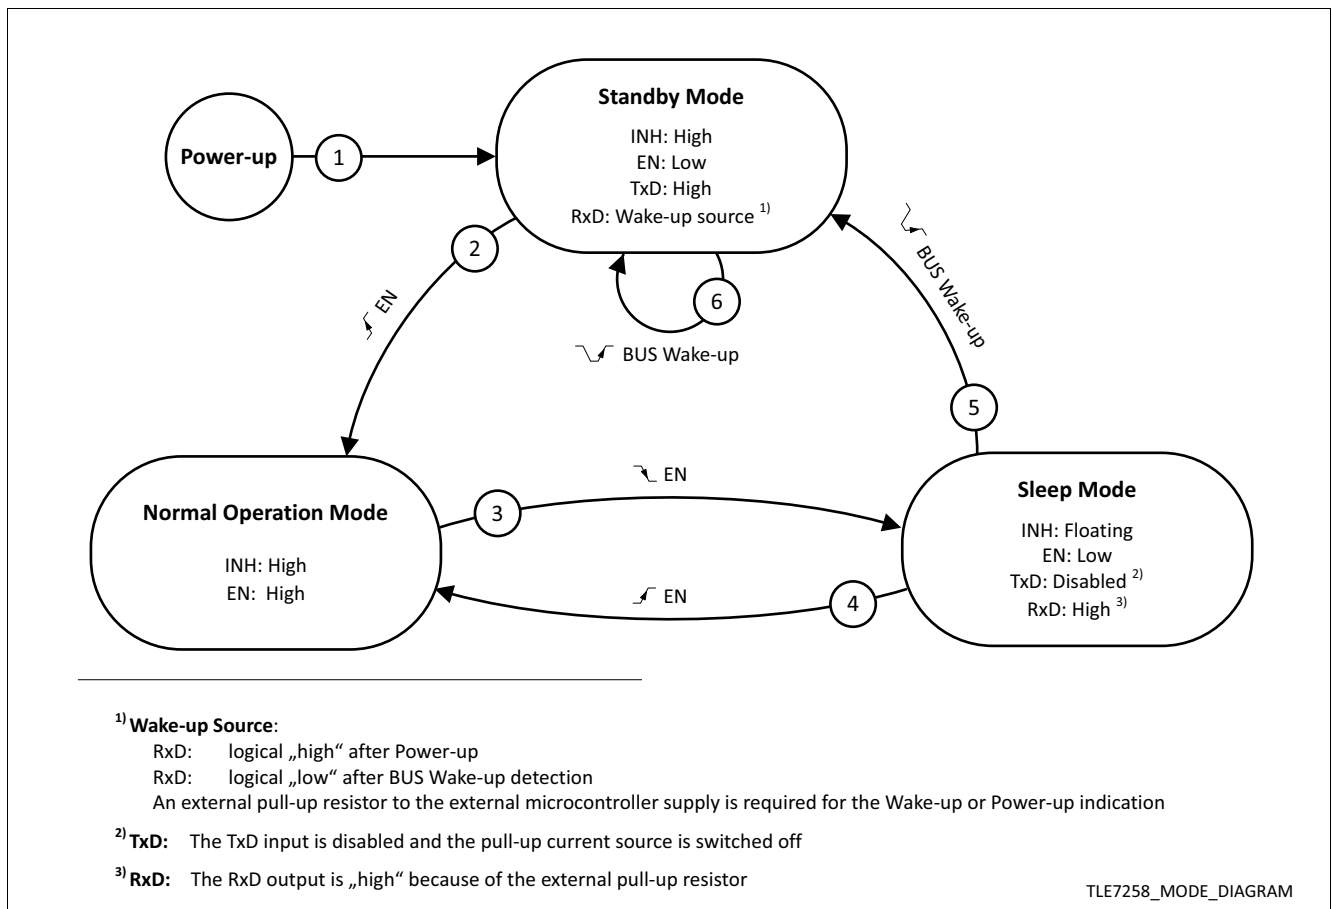 Power-up
1
Standby Mode
INH: High
EN: Low
TxD: High
RxD: Wake-up source 1)
2
EN
6
BUS Wake-up
BUS Wake-up
5
Normal Operation Mode
INH: High
EN: High
3
EN
4
EN
Sleep Mode
INH: Floating
EN: Low
TxD: Disabled 2)
RxD: High 3)
1) Wake-up Source:
RxD: logical „high“ after Power-up
RxD: logical „low“ after BUS Wake-up detection
An external pull-up resistor to the external microcontroller supply is required for the Wake-up or Power-up indication
2) TxD: The TxD input is disabled and the pull-up current source is switched off
3) RxD: The RxD output is „high“ because of the external pull-up resistor
TLE7258_MODE_DIAGRAM